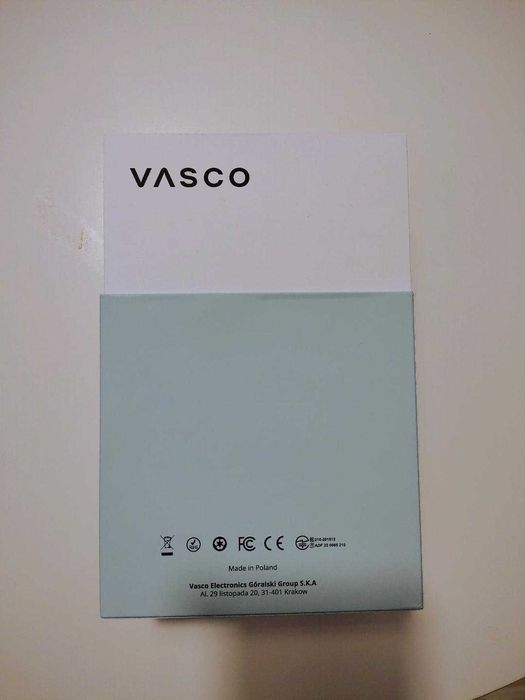 VASCO
FC CE
Made in Poland
Vasco Electronics Góralski Group S.K.A
Al. 29 listopada 20, 31-401 Krakow